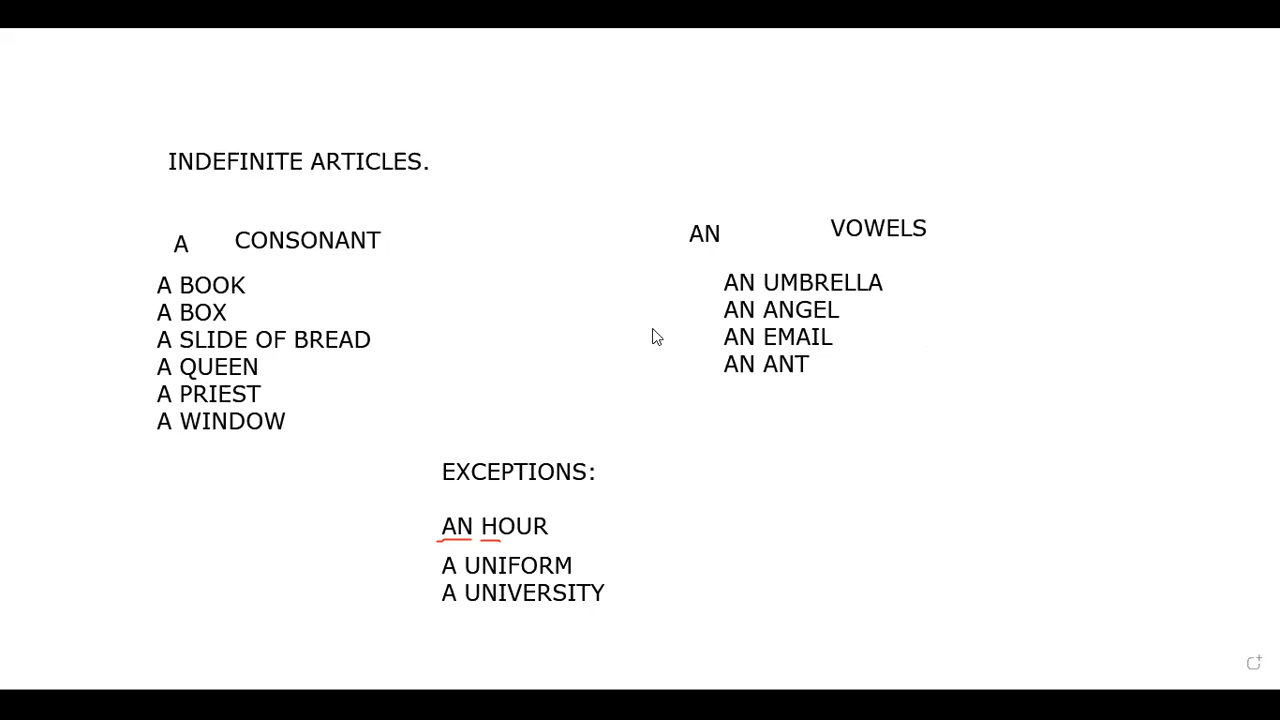 INDEFINITE ARTICLES.
A CONSONANT
A BOOK
A BOX
A SLIDE OF BREAD
A QUEEN
A PRIEST
A WINDOW
AN VOWELS
AN UMBRELLA
AN ANGEL
AN EMAIL
AN ANT
EXCEPTIONS:
AN HOUR
A UNIFORM
A UNIVERSITY